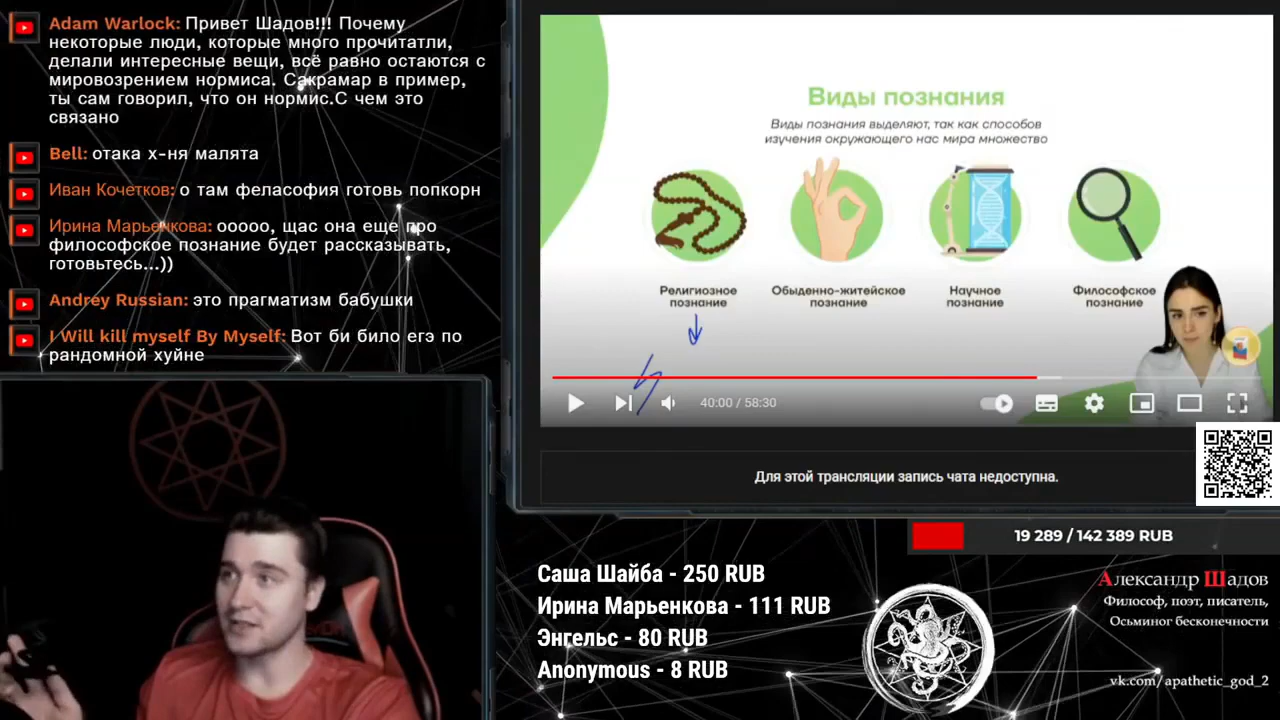 Adam Warlock: Привет Шадов!!! Почему
некоторые люди, которые много прочитатли,
делали интересные вещи, всё равно остаются с
мировозрением нормиса. Сакрамар в пример,
ты сам говорил, что он нормис.С чем это
связано
Bell: отака х-ня малята
Иван Кочетков: о там феласофия готовь попкорн
Ирина Марьенкова: ооооо, щас она еще про
философское познание будет рассказывать,
готовьтесь...))
Andrey Russian: это прагматизм бабушки
I Will kill myself By Myself: Вот би било егэ по
рандомной хуйне
Виды познания
Виды познания выделяют, так как способов
изучения окружающего нас мира множество
Религиозное
познание
Обыденно-житейское
познание
Научное
познание
Философское
познание
40:00 / 58:30
Для этой трансляции запись чата недоступна.
19 289 / 142 389 RUB
Саша Шайба - 250 RUB
Ирина Марьенкова - 111 RUB
Энгельс - 80 RUB
Anonymous - 8 RUB
Александр Шадов
Философ, поэт, писатель,
Осьминог бесконечности
vk.com/apathetic_god_2